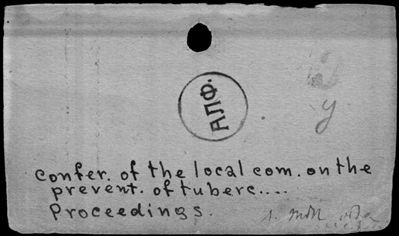 АПФ.
y
Confer. of the local com. on the
prevent. of tuberc....
Proceedings.